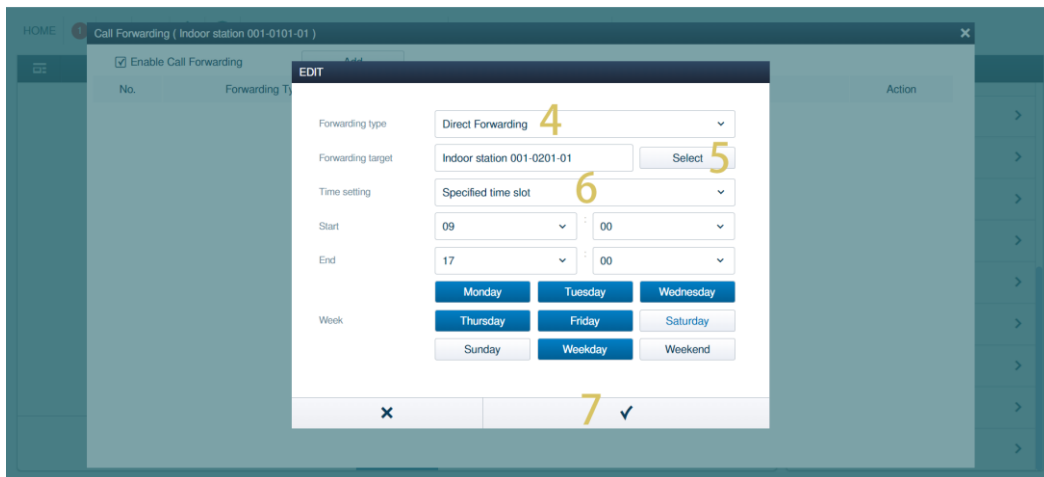 HOME 1
Call Forwarding ( Indoor station 001-0101-01 )
Enable Call Forwarding
EDIT
No. Forwarding Ty Action
Forwarding type Direct Forwarding 4
Forwarding target Indoor station 001-0201-01 Select 5
Time setting Specified time slot 6
Start 09 : 00
End 17 : 00
Monday Tuesday Wednesday
Week Thursday Friday Saturday
Sunday Weekday Weekend
7